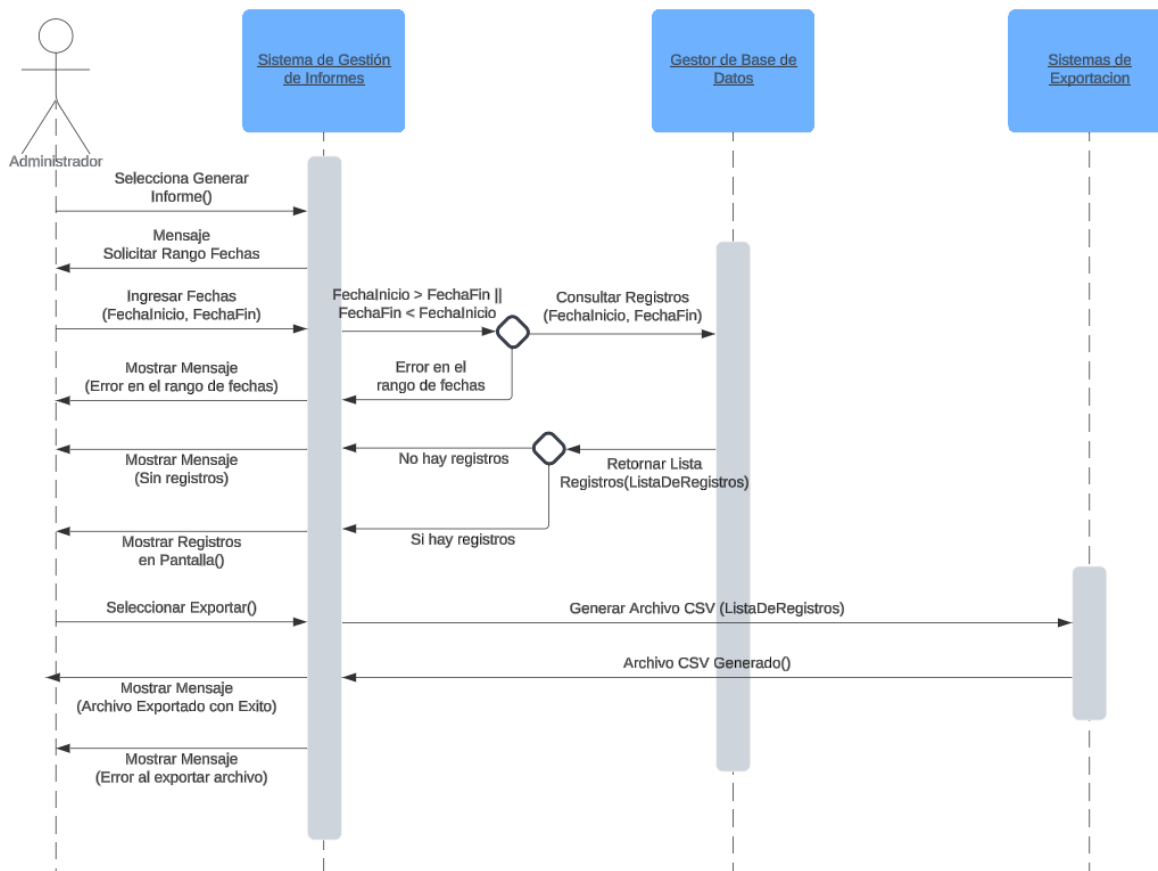 Sistema de Gestión
de Informes
Gestor de Base de
Datos
Sistemas de
Exportacion
Administrador
Selecciona Generar
Informe()
Mensaje
Solicitar Rango Fechas
Ingresar Fechas
(FechaInicio, FechaFin)
FechaInicio > FechaFin ||
FechaFin < FechaInicio
Consultar Registros
(FechaInicio, FechaFin)
Mostrar Mensaje
(Error en el rango de fechas)
Error en el
rango de fechas
Mostrar Mensaje
(Sin registros)
No hay registros
Retornar Lista
Registros(ListaDeRegistros)
Mostrar Registros
en Pantalla()
Si hay registros
Seleccionar Exportar()
Generar Archivo CSV (ListaDeRegistros)
Archivo CSV Generado()
Mostrar Mensaje
(Archivo Exportado con Exito)
Mostrar Mensaje
(Error al exportar archivo)